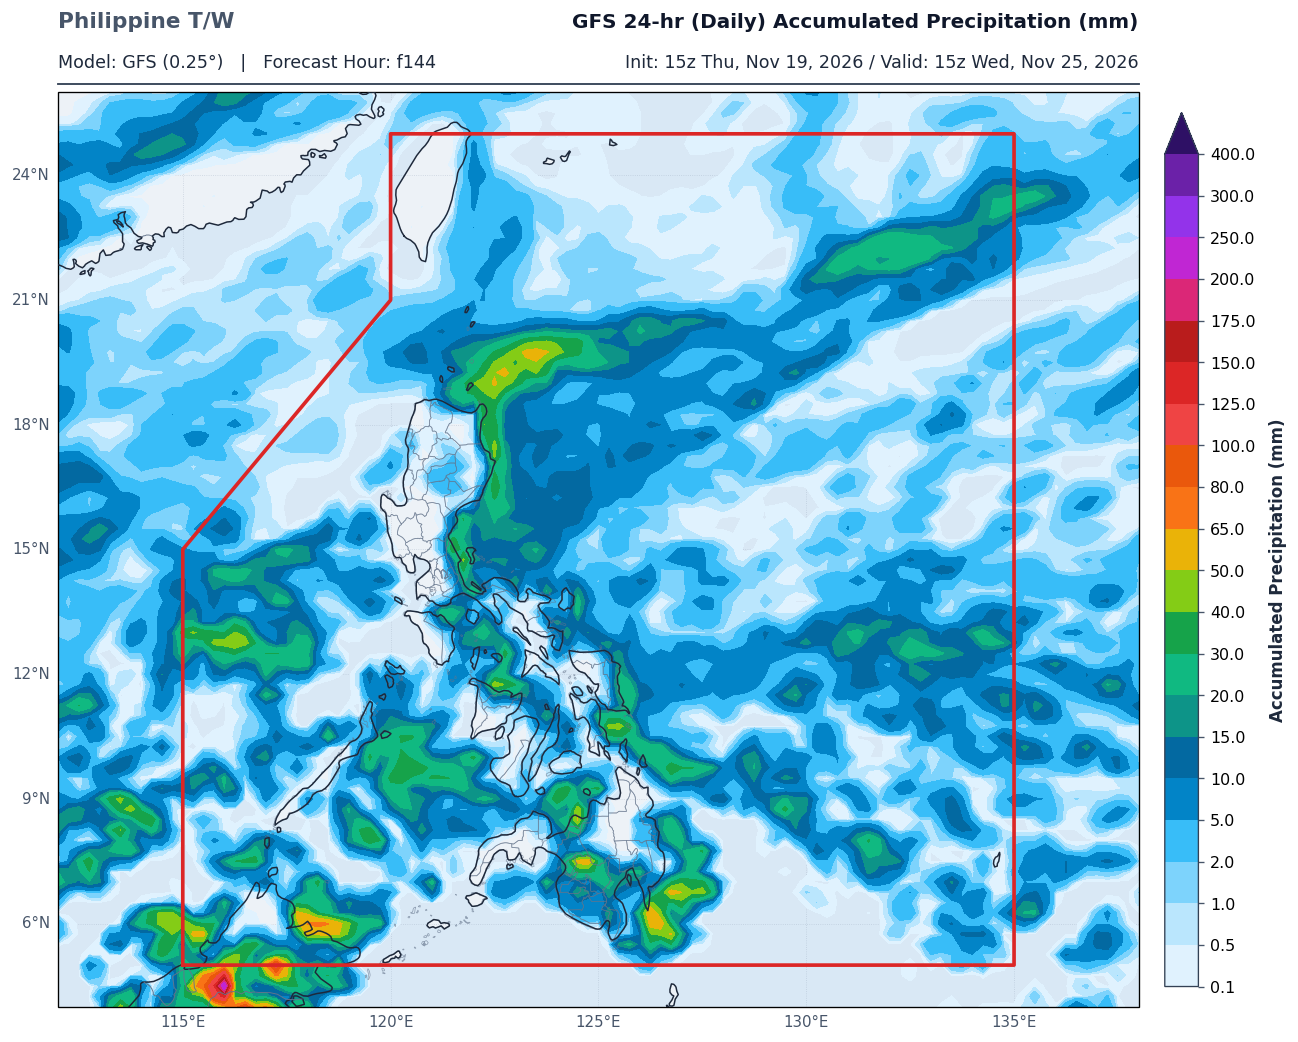 Philippine T/W
GFS 24-hr (Daily) Accumulated Precipitation (mm)
Model: GFS (0.25°) | Forecast Hour: f144
Init: 15z Thu, Nov 19, 2026 / Valid: 15z Wed, Nov 25, 2026
24°N
21°N
18°N
15°N
12°N
9°N
6°N
115°E
120°E
125°E
130°E
135°E
400.0
300.0
250.0
200.0
175.0
150.0
125.0
100.0
80.0
65.0
50.0
40.0
30.0
20.0
15.0
10.0
5.0
2.0
1.0
0.5
0.1
Accumulated Precipitation (mm)